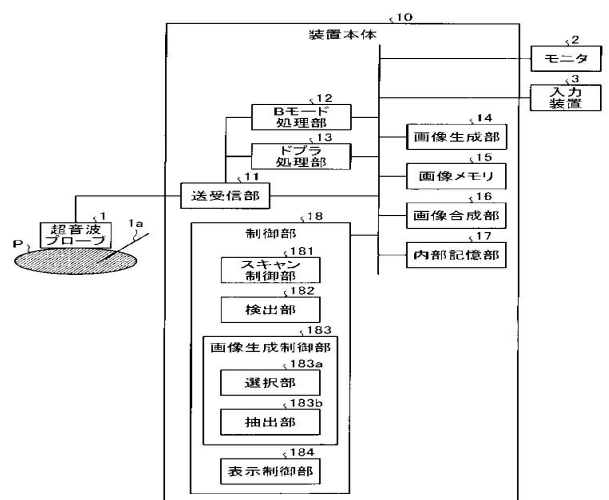 10
装置本体
2
モニタ
3
入力
装置
12
Bモード
処理部
13
ドプラ
処理部
11
送受信部
14
画像生成部
15
画像メモリ
16
画像合成部
17
内部記憶部
1
超音波
プローブ
1a
P
18
制御部
181
スキャン
制御部
182
検出部
183
画像生成制御部
183a
選択部
183b
抽出部
184
表示制御部